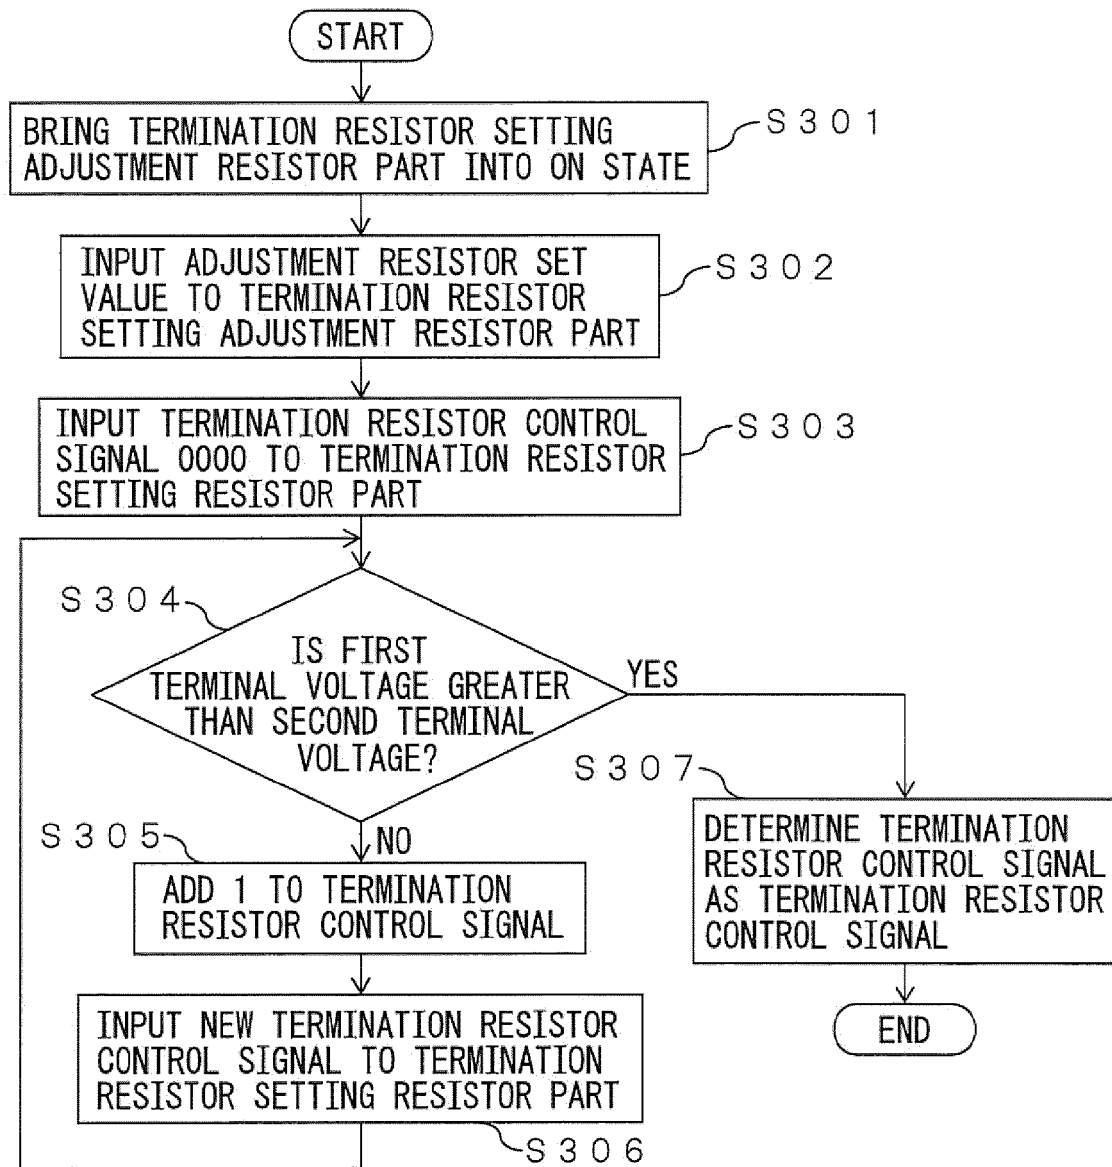 START
BRING TERMINATION RESISTOR SETTING
ADJUSTMENT RESISTOR PART INTO ON STATE
S301
INPUT ADJUSTMENT RESISTOR SET
VALUE TO TERMINATION RESISTOR
SETTING ADJUSTMENT RESISTOR PART
S302
INPUT TERMINATION RESISTOR CONTROL
SIGNAL 0000 TO TERMINATION RESISTOR
SETTING RESISTOR PART
S303
S304
IS FIRST
TERMINAL VOLTAGE GREATER
THAN SECOND TERMINAL
VOLTAGE?
YES
NO
S305
ADD 1 TO TERMINATION
RESISTOR CONTROL SIGNAL
INPUT NEW TERMINATION RESISTOR
CONTROL SIGNAL TO TERMINATION
RESISTOR SETTING RESISTOR PART
S306
S307
DETERMINE TERMINATION
RESISTOR CONTROL SIGNAL
AS TERMINATION RESISTOR
CONTROL SIGNAL
END